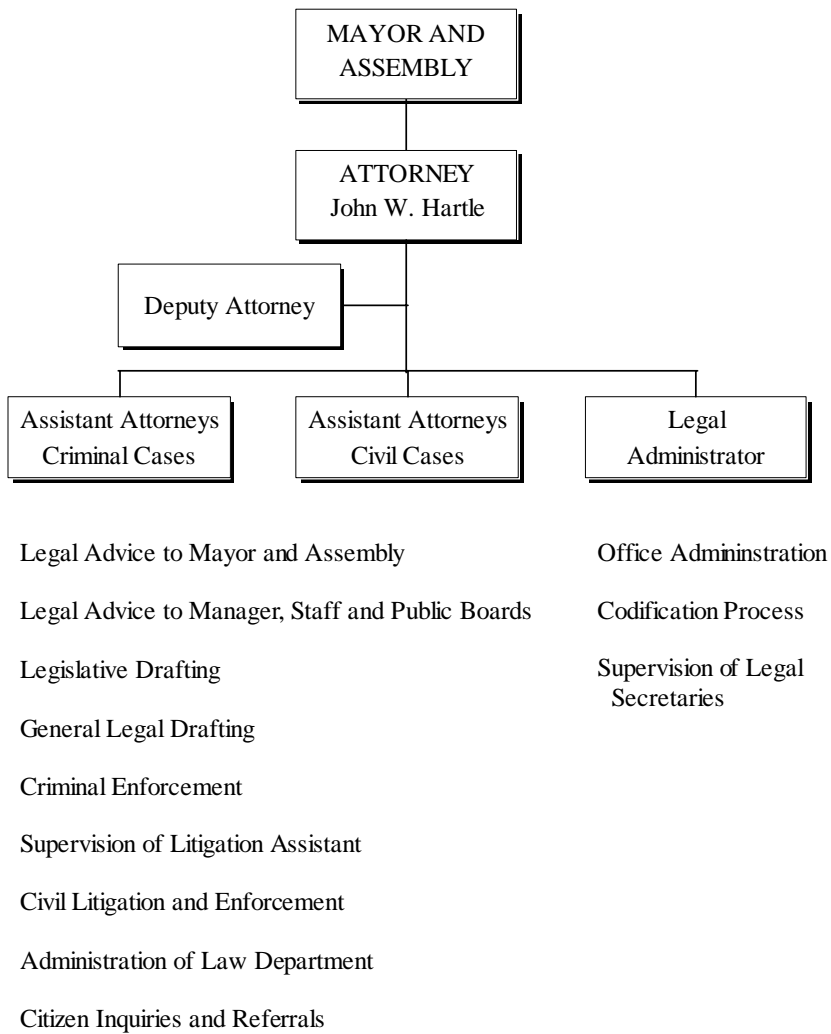 MAYOR AND
ASSEMBLY
ATTORNEY
John W. Hartle
Deputy Attorney
Assistant Attorneys
Criminal Cases
Assistant Attorneys
Civil Cases
Legal
Administrator
Legal Advice to Mayor and Assembly
Legal Advice to Manager, Staff and Public Boards
Legislative Drafting
General Legal Drafting
Criminal Enforcement
Supervision of Litigation Assistant
Civil Litigation and Enforcement
Administration of Law Department
Citizen Inquiries and Referrals
Office Admininstration
Codification Process
Supervision of Legal
Secretaries